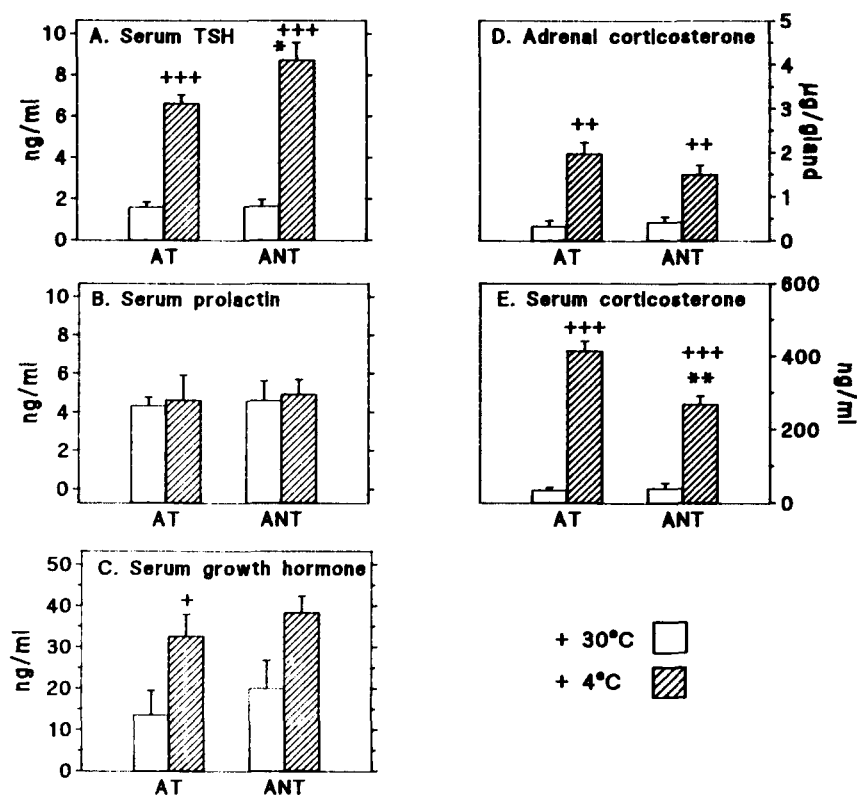 A. Serum TSH
+++
*
+++
ng/ml
10
8
6
4
2
0
AT
ANT
B. Serum prolactin
ng/ml
10
8
6
4
2
0
AT
ANT
C. Serum growth hormone
+
ng/ml
50
40
30
20
10
0
AT
ANT
D. Adrenal corticosterone
++
++
µg/gland
5
4
3
2
1
0
AT
ANT
E. Serum corticosterone
+++
+++
**
ng/ml
600
400
200
0
AT
ANT
+ 30°C
+ 4°C